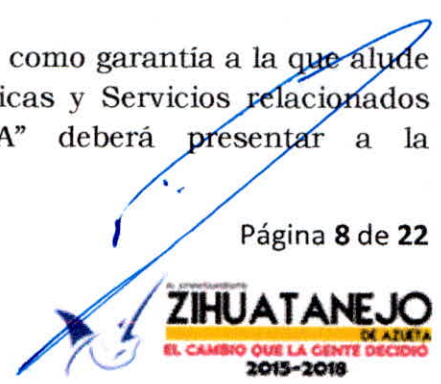 como garantía a la que alude
icas y Servicios relacionados
A” deberá presentar a la
Página 8 de 22
ZIHUATANEJO
DE AZUETA
EL CAMBIO QUE LA GENTE DECIDIÓ
2015-2018